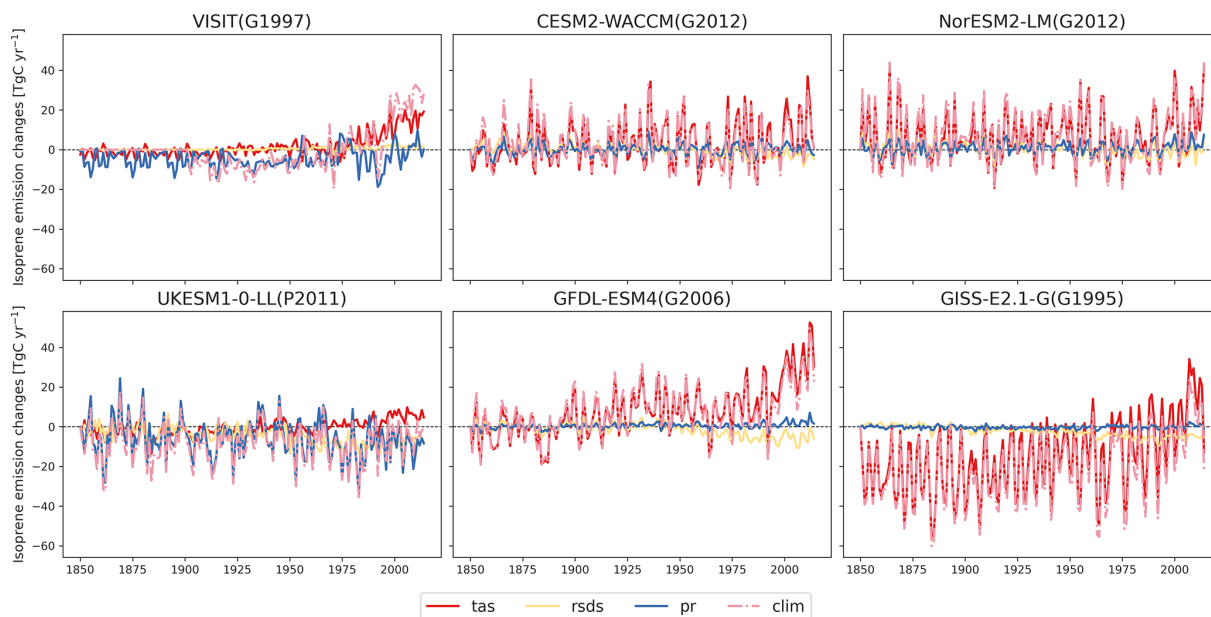 VISIT(G1997) CESM2-WACCM(G2012) NorESM2-LM(G2012)
Isoprene emission changes [TgC yr⁻¹]
40
20
0
−20
−40
−60
UKESM1-0-LL(P2011) GFDL-ESM4(G2006) GISS-E2.1-G(G1995)
Isoprene emission changes [TgC yr⁻¹]
40
20
0
−20
−40
−60
1850 1875 1900 1925 1950 1975 2000 1850 1875 1900 1925 1950 1975 2000 1850 1875 1900 1925 1950 1975 2000
tas rsds pr clim